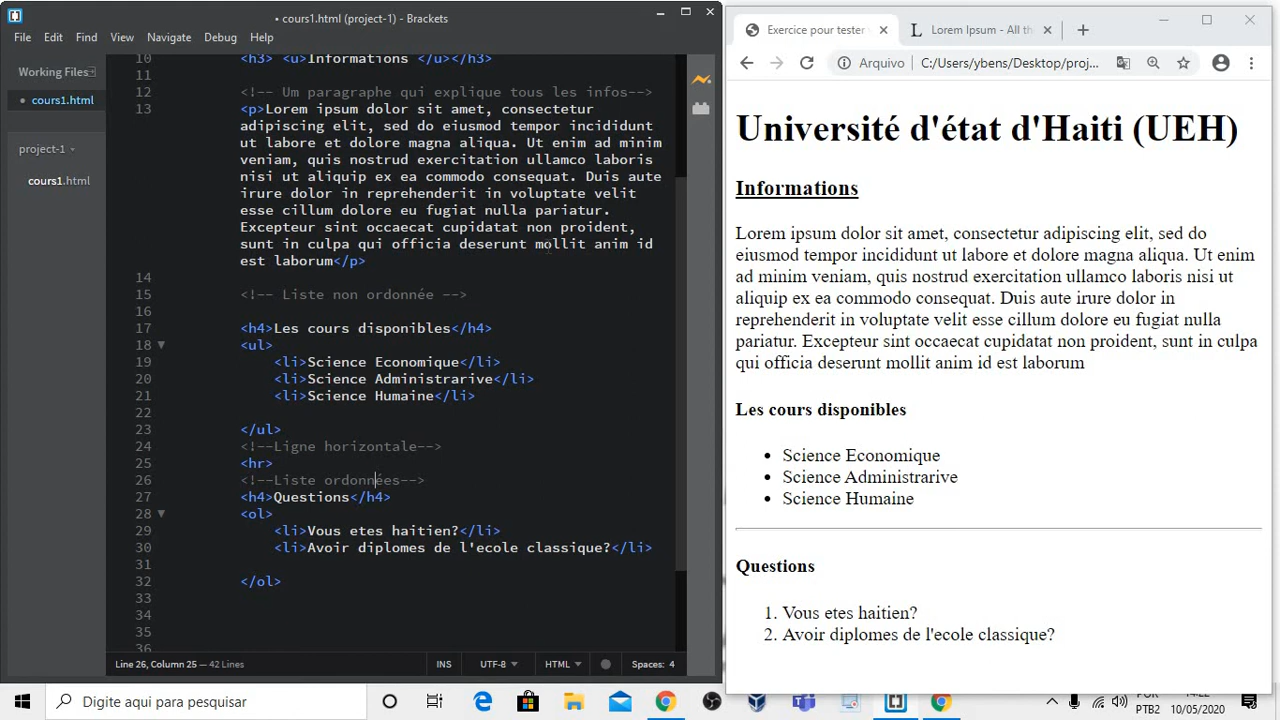 • cours1.html (project-1) - Brackets
File Edit Find View Navigate Debug Help
Working Files
• cours1.html
project-1
cours1.html
10 <h3> <u>Informations </u></h3>
11
12 <!-- Um paragraphe qui explique tous les infos-->
13 <p>Lorem ipsum dolor sit amet, consectetur
adipiscing elit, sed do eiusmod tempor incididunt
ut labore et dolore magna aliqua. Ut enim ad minim
veniam, quis nostrud exercitation ullamco laboris
nisi ut aliquip ex ea commodo consequat. Duis aute
irure dolor in reprehenderit in voluptate velit
esse cillum dolore eu fugiat nulla pariatur.
Excepteur sint occaecat cupidatat non proident,
sunt in culpa qui officia deserunt mollit anim id
est laborum</p>
14
15 <!-- Liste non ordonnée -->
16
17 <h4>Les cours disponibles</h4>
18 <ul>
19 <li>Science Economique</li>
20 <li>Science Administrarive</li>
21 <li>Science Humaine</li>
22
23 </ul>
24 <!--Ligne horizontale-->
25 <hr>
26 <!--Liste ordonnées-->
27 <h4>Questions</h4>
28 <ol>
29 <li>Vous etes haitien?</li>
30 <li>Avoir diplomes de l'ecole classique?</li>
31
32 </ol>
33
34
35
36
Line 26, Column 25 — 42 Lines INS UTF-8 HTML Spaces: 4
Exercice pour tester Lorem Ipsum - All th
Arquivo C:/Users/ybens/Desktop/proj...
Université d'état d'Haiti (UEH)
Informations
Lorem ipsum dolor sit amet, consectetur adipiscing elit, sed do
eiusmod tempor incididunt ut labore et dolore magna aliqua. Ut enim
ad minim veniam, quis nostrud exercitation ullamco laboris nisi ut
aliquip ex ea commodo consequat. Duis aute irure dolor in
reprehenderit in voluptate velit esse cillum dolore eu fugiat nulla
pariatur. Excepteur sint occaecat cupidatat non proident, sunt in culpa
qui officia deserunt mollit anim id est laborum
Les cours disponibles
• Science Economique
• Science Administrarive
• Science Humaine
Questions
1. Vous etes haitien?
2. Avoir diplomes de l'ecole classique?
Digite aqui para pesquisar
POR 14:22
PTB2 10/05/2020